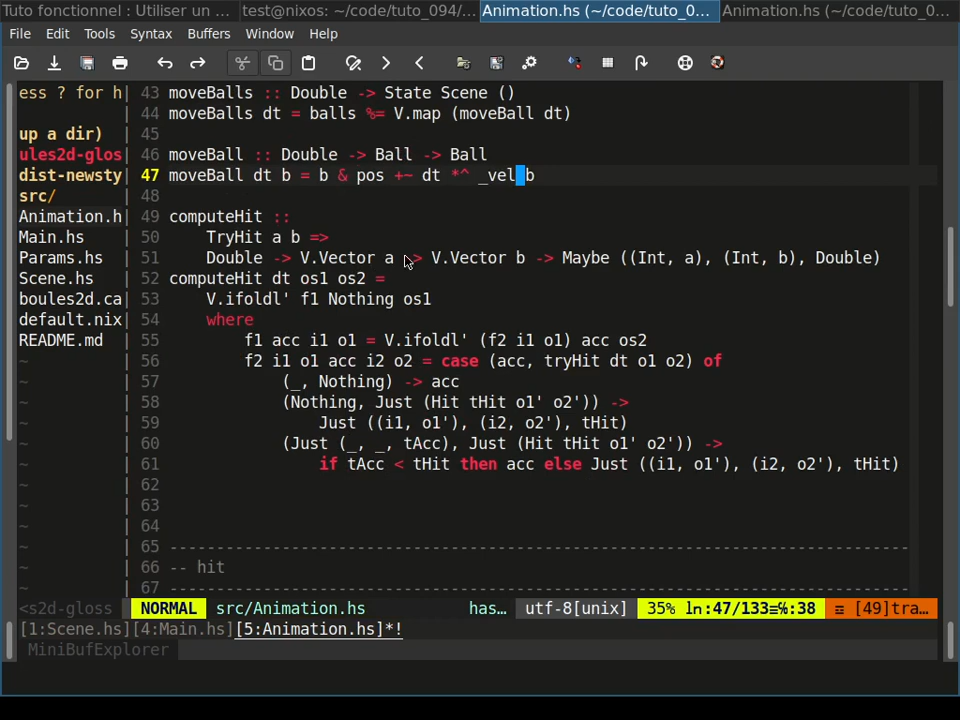 Tuto fonctionnel : Utiliser un ... test@nixos: ~/code/tuto_094/... Animation.hs (~/code/tuto_0... Animation.hs (~/code/tuto_0...
File Edit Tools Syntax Buffers Window Help
ess ? for h| 43 moveBalls :: Double -> State Scene ()
| 44 moveBalls dt = balls %= V.map (moveBall dt)
up a dir) | 45
ules2d-glos| 46 moveBall :: Double -> Ball -> Ball
dist-newsty| 47 moveBall dt b = b & pos +~ dt *^ _vel b
src/ | 48
Animation.h| 49 computeHit ::
Main.hs | 50 TryHit a b =>
Params.hs | 51 Double -> V.Vector a -> V.Vector b -> Maybe ((Int, a), (Int, b), Double)
Scene.hs | 52 computeHit dt os1 os2 =
boules2d.ca| 53 V.ifoldl' f1 Nothing os1
default.nix| 54 where
README.md | 55 f1 acc i1 o1 = V.ifoldl' (f2 i1 o1) acc os2
~ | 56 f2 i1 o1 acc i2 o2 = case (acc, tryHit dt o1 o2) of
~ | 57 (_, Nothing) -> acc
~ | 58 (Nothing, Just (Hit tHit o1' o2')) ->
~ | 59 Just ((i1, o1'), (i2, o2'), tHit)
~ | 60 (Just (_, _, tAcc), Just (Hit tHit o1' o2')) ->
~ | 61 if tAcc < tHit then acc else Just ((i1, o1'), (i2, o2'), tHit)
~ | 62
~ | 63
~ | 64
~ | 65 -------------------------------------------------------------------------------
~ | 66 -- hit
~ | 67 -------------------------------------------------------------------------------
<s2d-gloss NORMAL src/Animation.hs has... utf-8[unix] 35% ln:47/133≡℅:38 ☲ [49]tra...
[1:Scene.hs][4:Main.hs][5:Animation.hs]*!
MiniBufExplorer